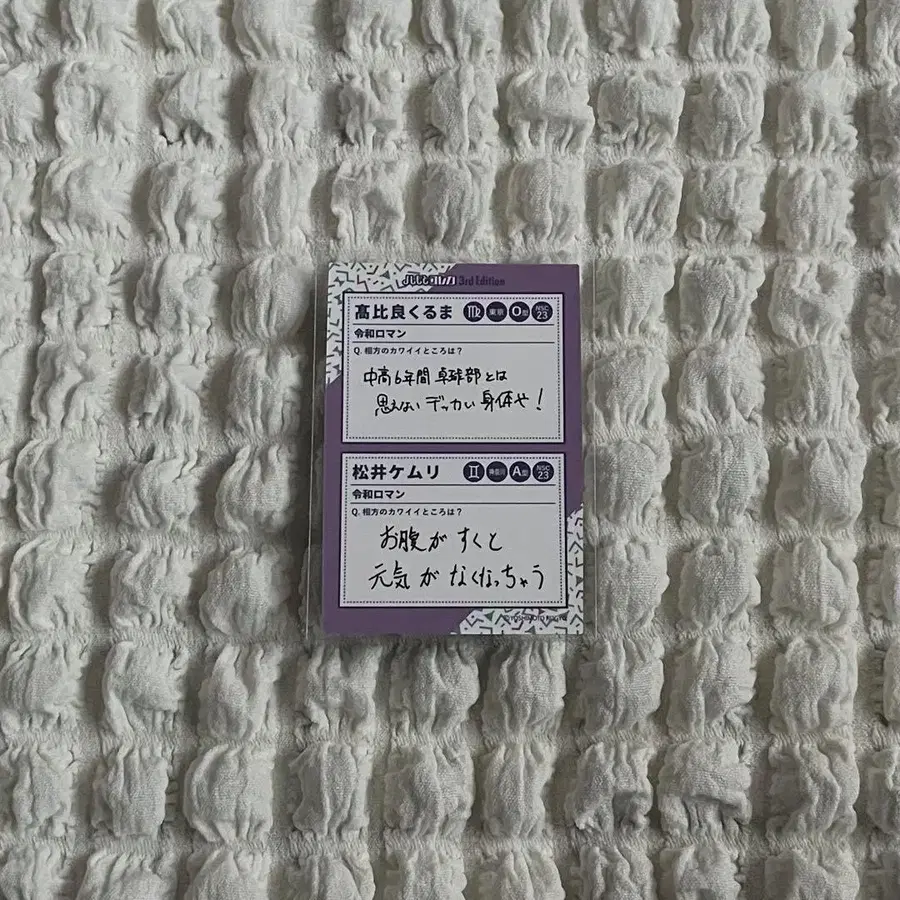 3rd Edition
髙比良くるま ♍ 東京 O型 NSC 23
令和ロマン
Q. 相方のカワイイところは？
中高6年間 卓球部とは
思えない デッカい 身体や！
松井ケムリ ♊ 神奈川 A型 NSC 23
令和ロマン
Q. 相方のカワイイところは？
お腹が すくと
元気が なくなっちゃう
©YOSHIMOTO KOGYO